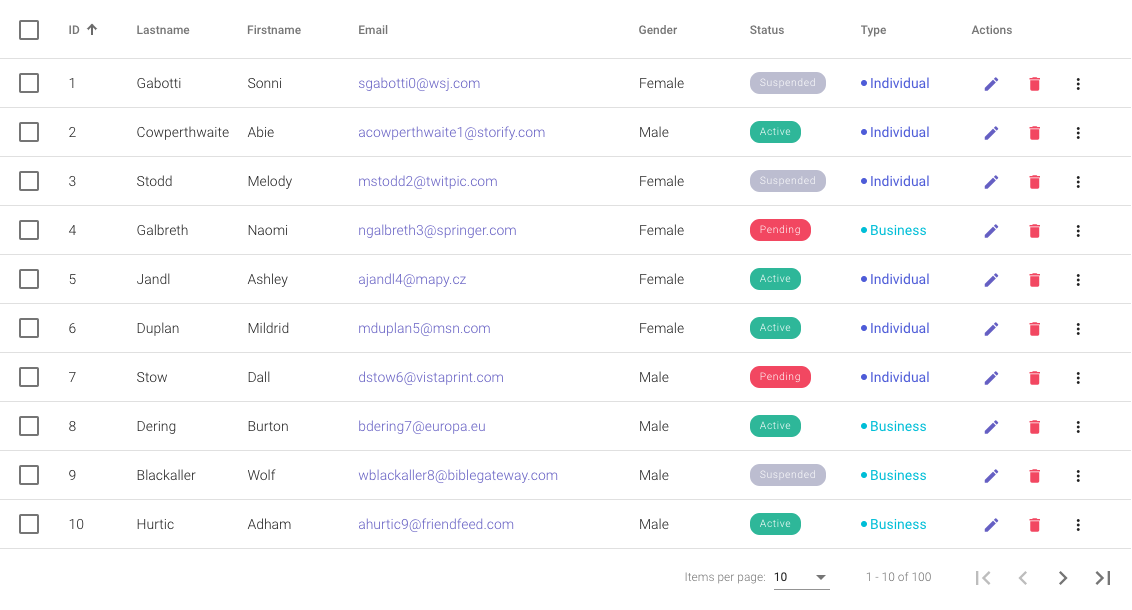 ID Lastname Firstname Email Gender Status Type Actions
1 Gabotti Sonni sgabotti0@wsj.com Female Suspended Individual
2 Cowperthwaite Abie acowperthwaite1@storify.com Male Active Individual
3 Stodd Melody mstodd2@twitpic.com Female Suspended Individual
4 Galbreth Naomi ngalbreth3@springer.com Female Pending Business
5 Jandl Ashley ajandl4@mapy.cz Female Active Individual
6 Duplan Mildrid mduplan5@msn.com Female Active Individual
7 Stow Dall dstow6@vistaprint.com Male Pending Individual
8 Dering Burton bdering7@europa.eu Male Active Business
9 Blackaller Wolf wblackaller8@biblegateway.com Male Suspended Business
10 Hurtic Adham ahurtic9@friendfeed.com Male Active Business
Items per page: 10 1 - 10 of 100